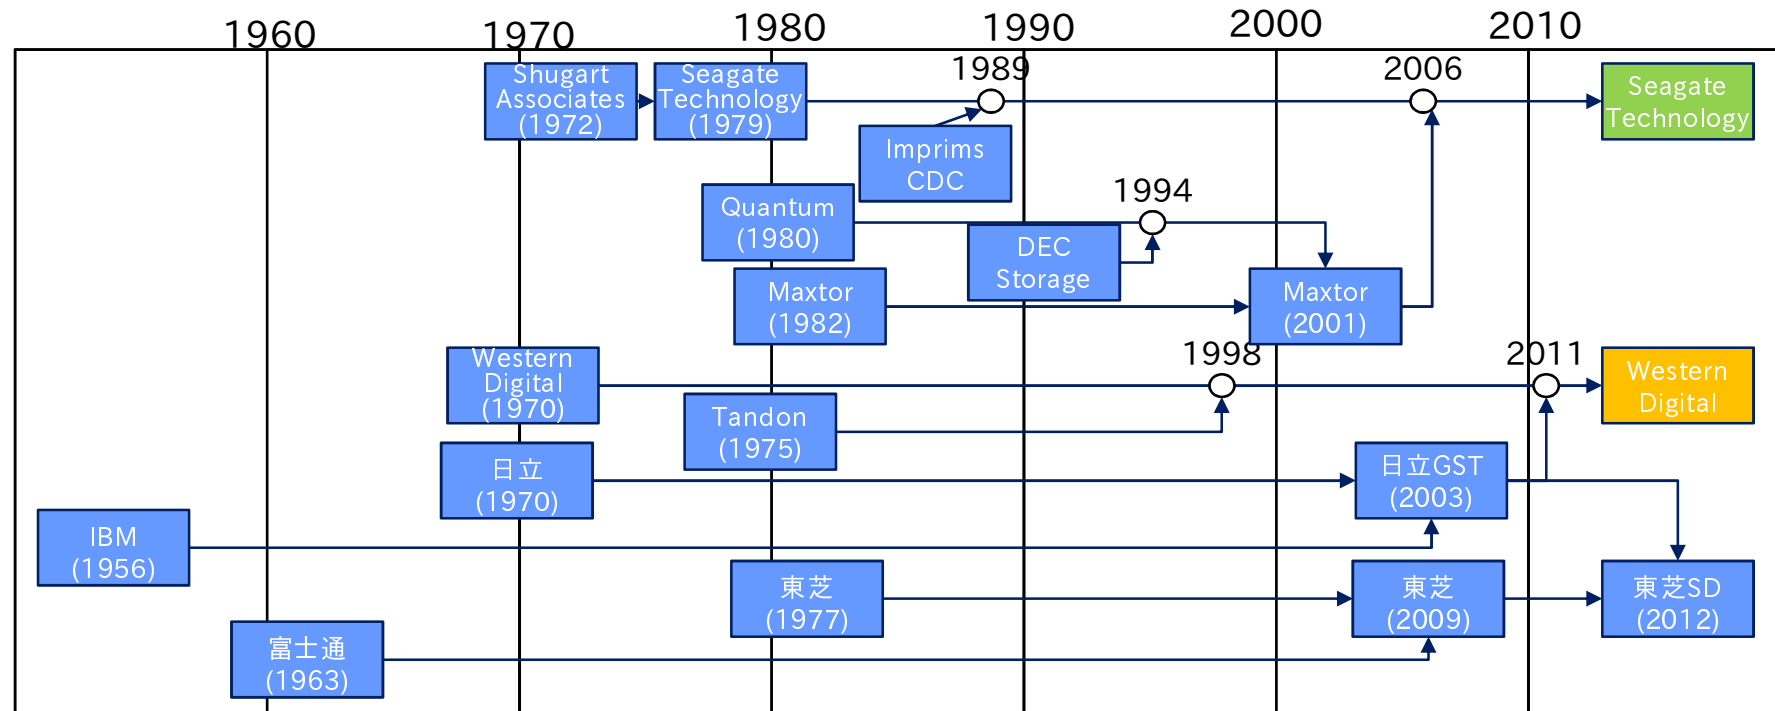 1960
1970
1980
1990
2000
2010
Shugart
Associates
(1972)
Seagate
Technology
(1979)
1989
2006
Seagate
Technology
Imprims
CDC
Quantum
(1980)
1994
DEC
Storage
Maxtor
(1982)
Maxtor
(2001)
Western
Digital
(1970)
1998
2011
Western
Digital
Tandon
(1975)
日立
(1970)
日立GST
(2003)
IBM
(1956)
東芝
(1977)
東芝
(2009)
東芝SD
(2012)
富士通
(1963)